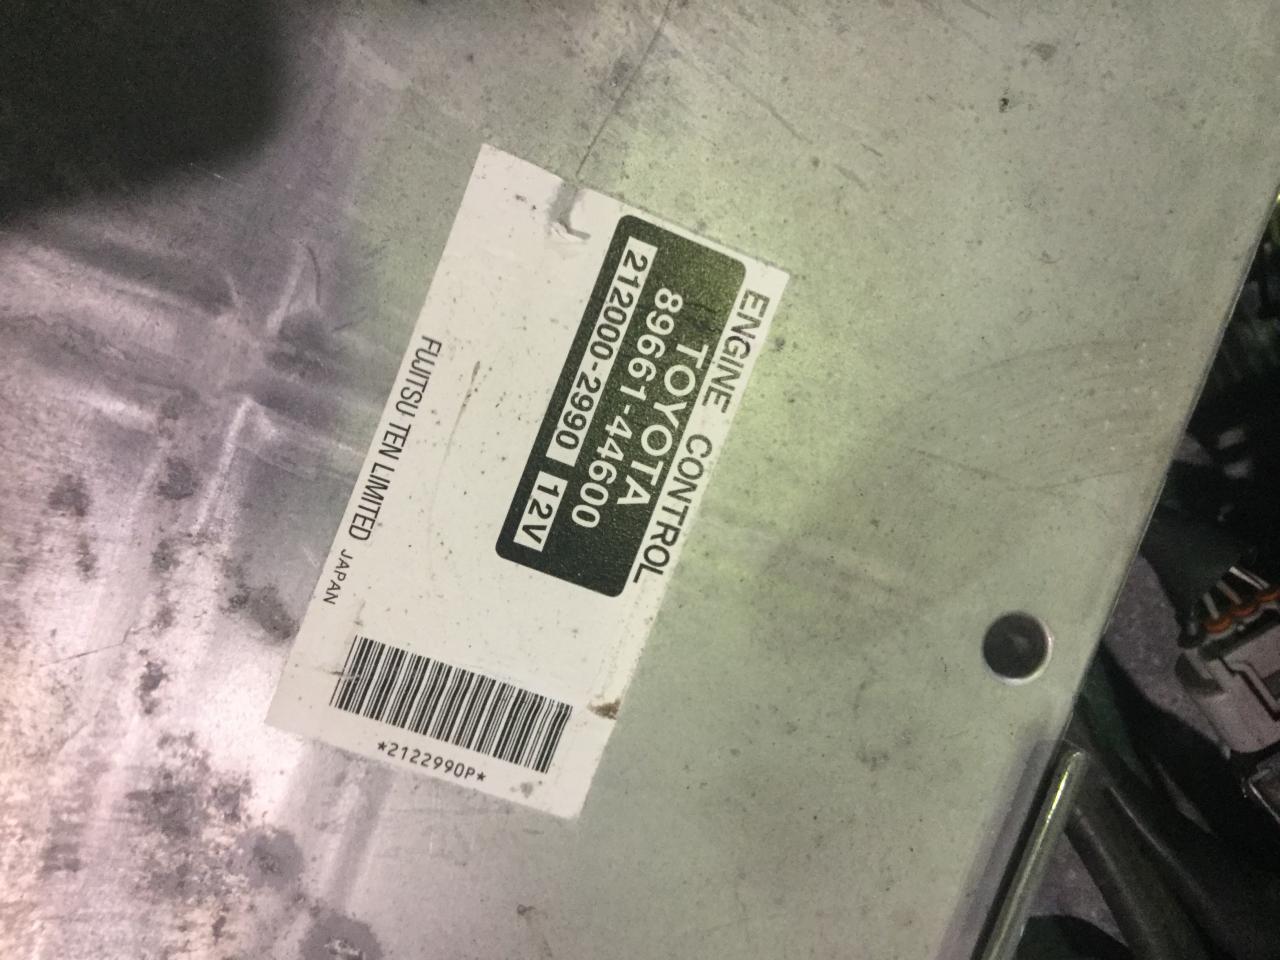 ENGINE CONTROL
TOYOTA
89661-44600
212000-2990 12V
FUJITSU TEN LIMITED JAPAN
*2122990P*